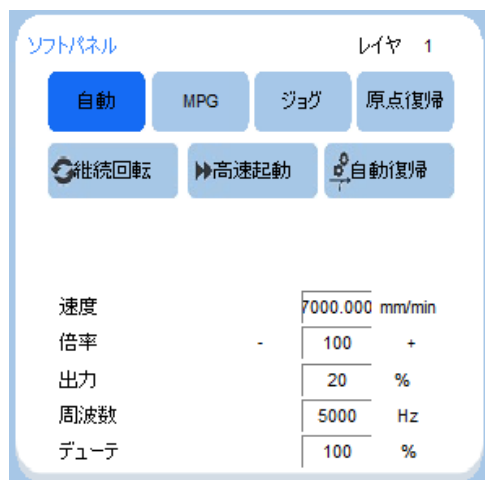 ソフトパネル レイヤ 1
自動 MPG ジョグ 原点復帰
継続回転 高速起動 自動復帰
速度 7000.000 mm/min
倍率 - 100 +
出力 20 %
周波数 5000 Hz
デューテ 100 %